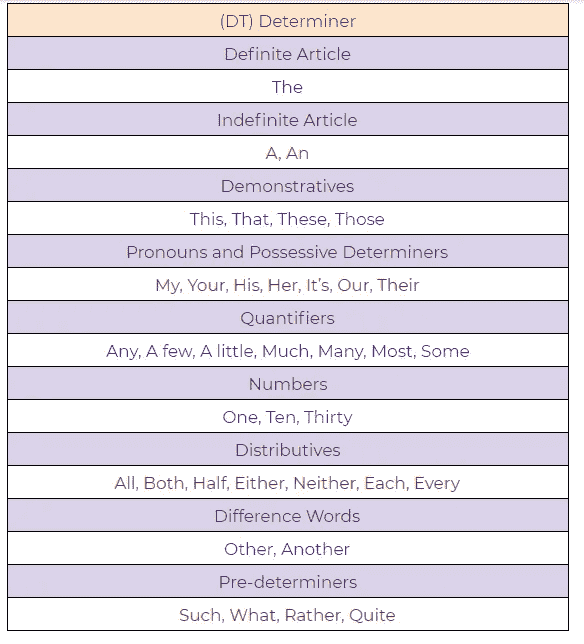 (DT) Determiner
Definite Article
The
Indefinite Article
A, An
Demonstratives
This, That, These, Those
Pronouns and Possessive Determiners
My, Your, His, Her, It’s, Our, Their
Quantifiers
Any, A few, A little, Much, Many, Most, Some
Numbers
One, Ten, Thirty
Distributives
All, Both, Half, Either, Neither, Each, Every
Difference Words
Other, Another
Pre-determiners
Such, What, Rather, Quite